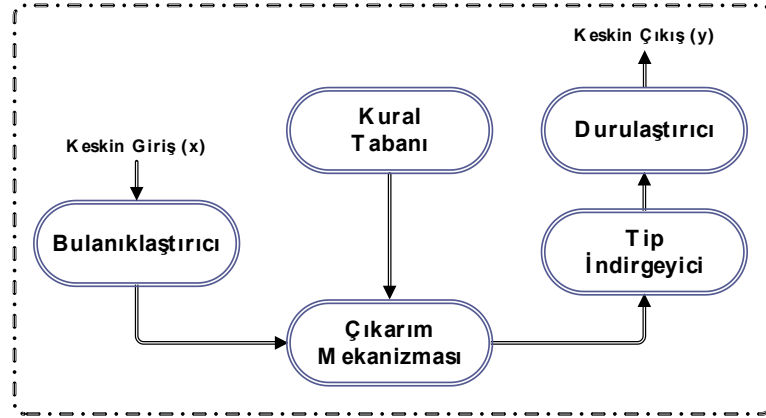 Keskin Giriş (x)
Bulanıklaştırıcı
Kural
Tabanı
Çıkarım
Mekanizması
Tip
İndirgeyici
Durulaştırıcı
Keskin Çıkış (y)